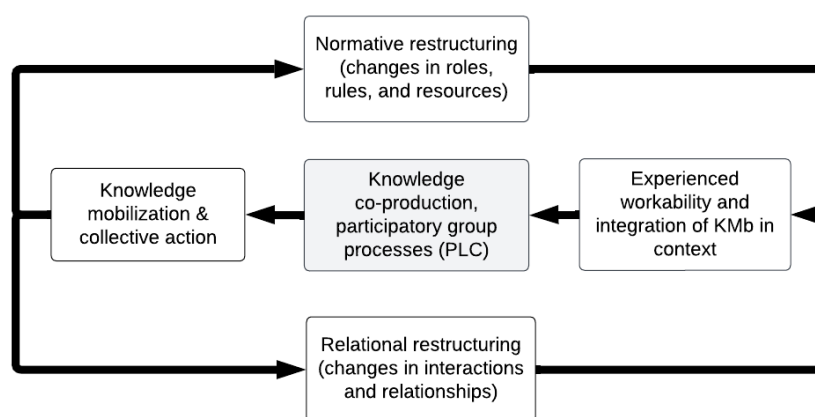 Normative restructuring
(changes in roles,
rules, and resources)
Knowledge
mobilization &
collective action
Knowledge
co-production,
participatory group
processes (PLC)
Experienced
workability and
integration of KMb in
context
Relational restructuring
(changes in interactions
and relationships)